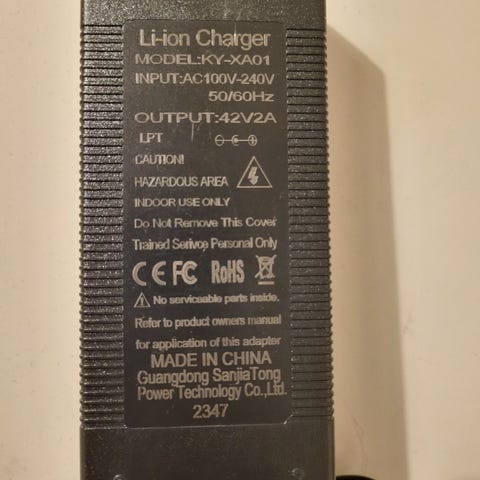 Li-ion Charger
MODEL:KY-XA01
INPUT:AC100V-240V
50/60Hz
OUTPUT:42V2A
LPT
CAUTION!
HAZARDOUS AREA
INDOOR USE ONLY
Do Not Remove This Cover
Trained Serivce Personal Only
CE FC RoHS
No serviceable parts inside.
Refer to product owners manual
for application of this adapter
MADE IN CHINA
Guangdong SanjiaTong
Power Technology Co.,Ltd.
2347